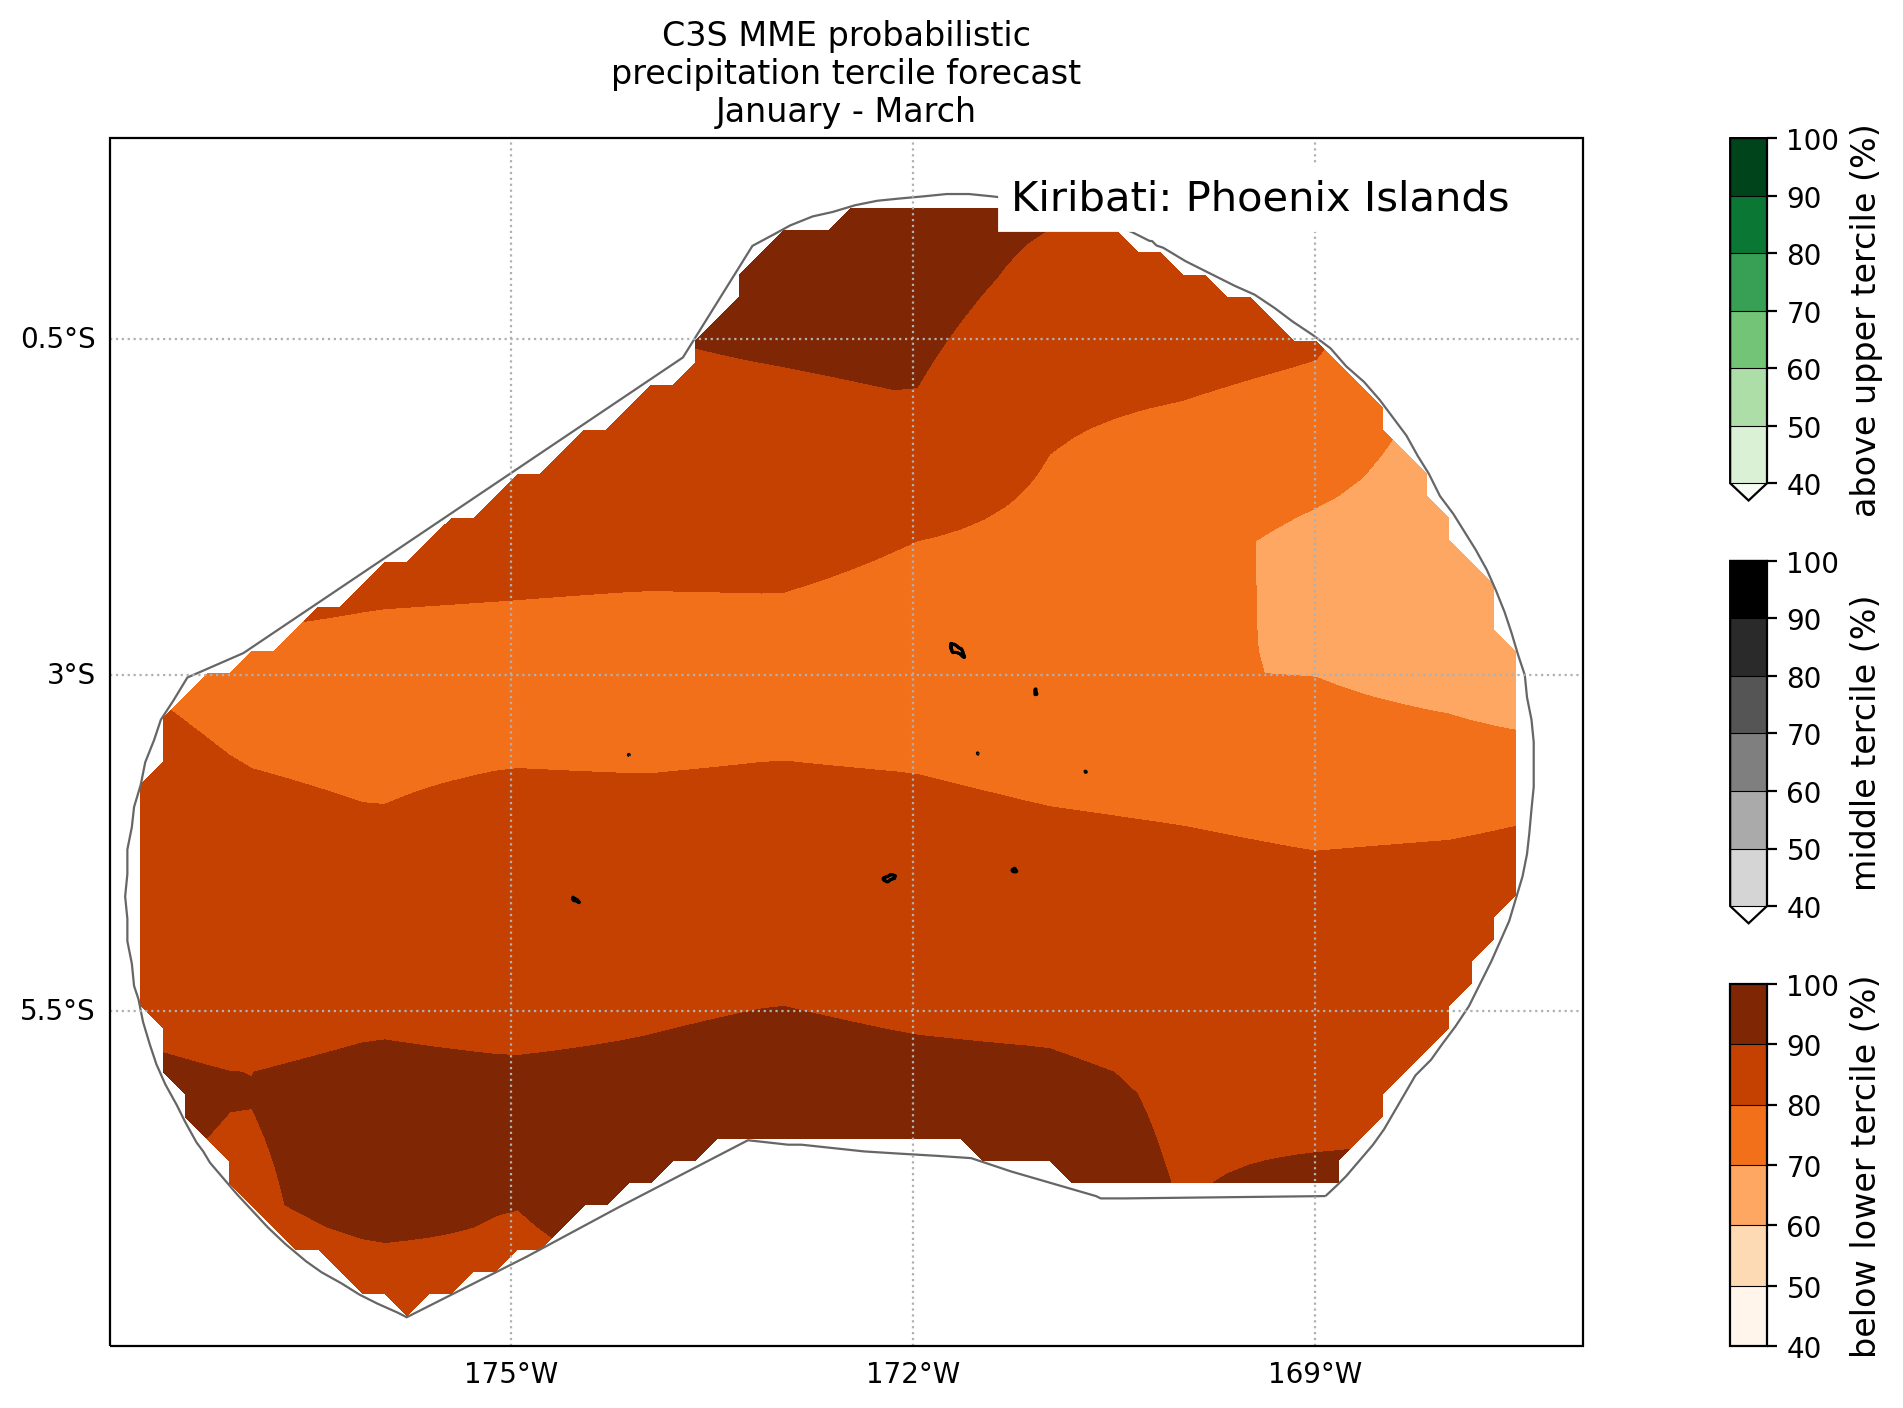 C3S MME probabilistic
precipitation tercile forecast
January - March
Kiribati: Phoenix Islands
0.5°S
3°S
5.5°S
175°W
172°W
169°W
100
90
80
70
60
50
40
above upper tercile (%)
100
90
80
70
60
50
40
middle tercile (%)
100
90
80
70
60
50
40
below lower tercile (%)